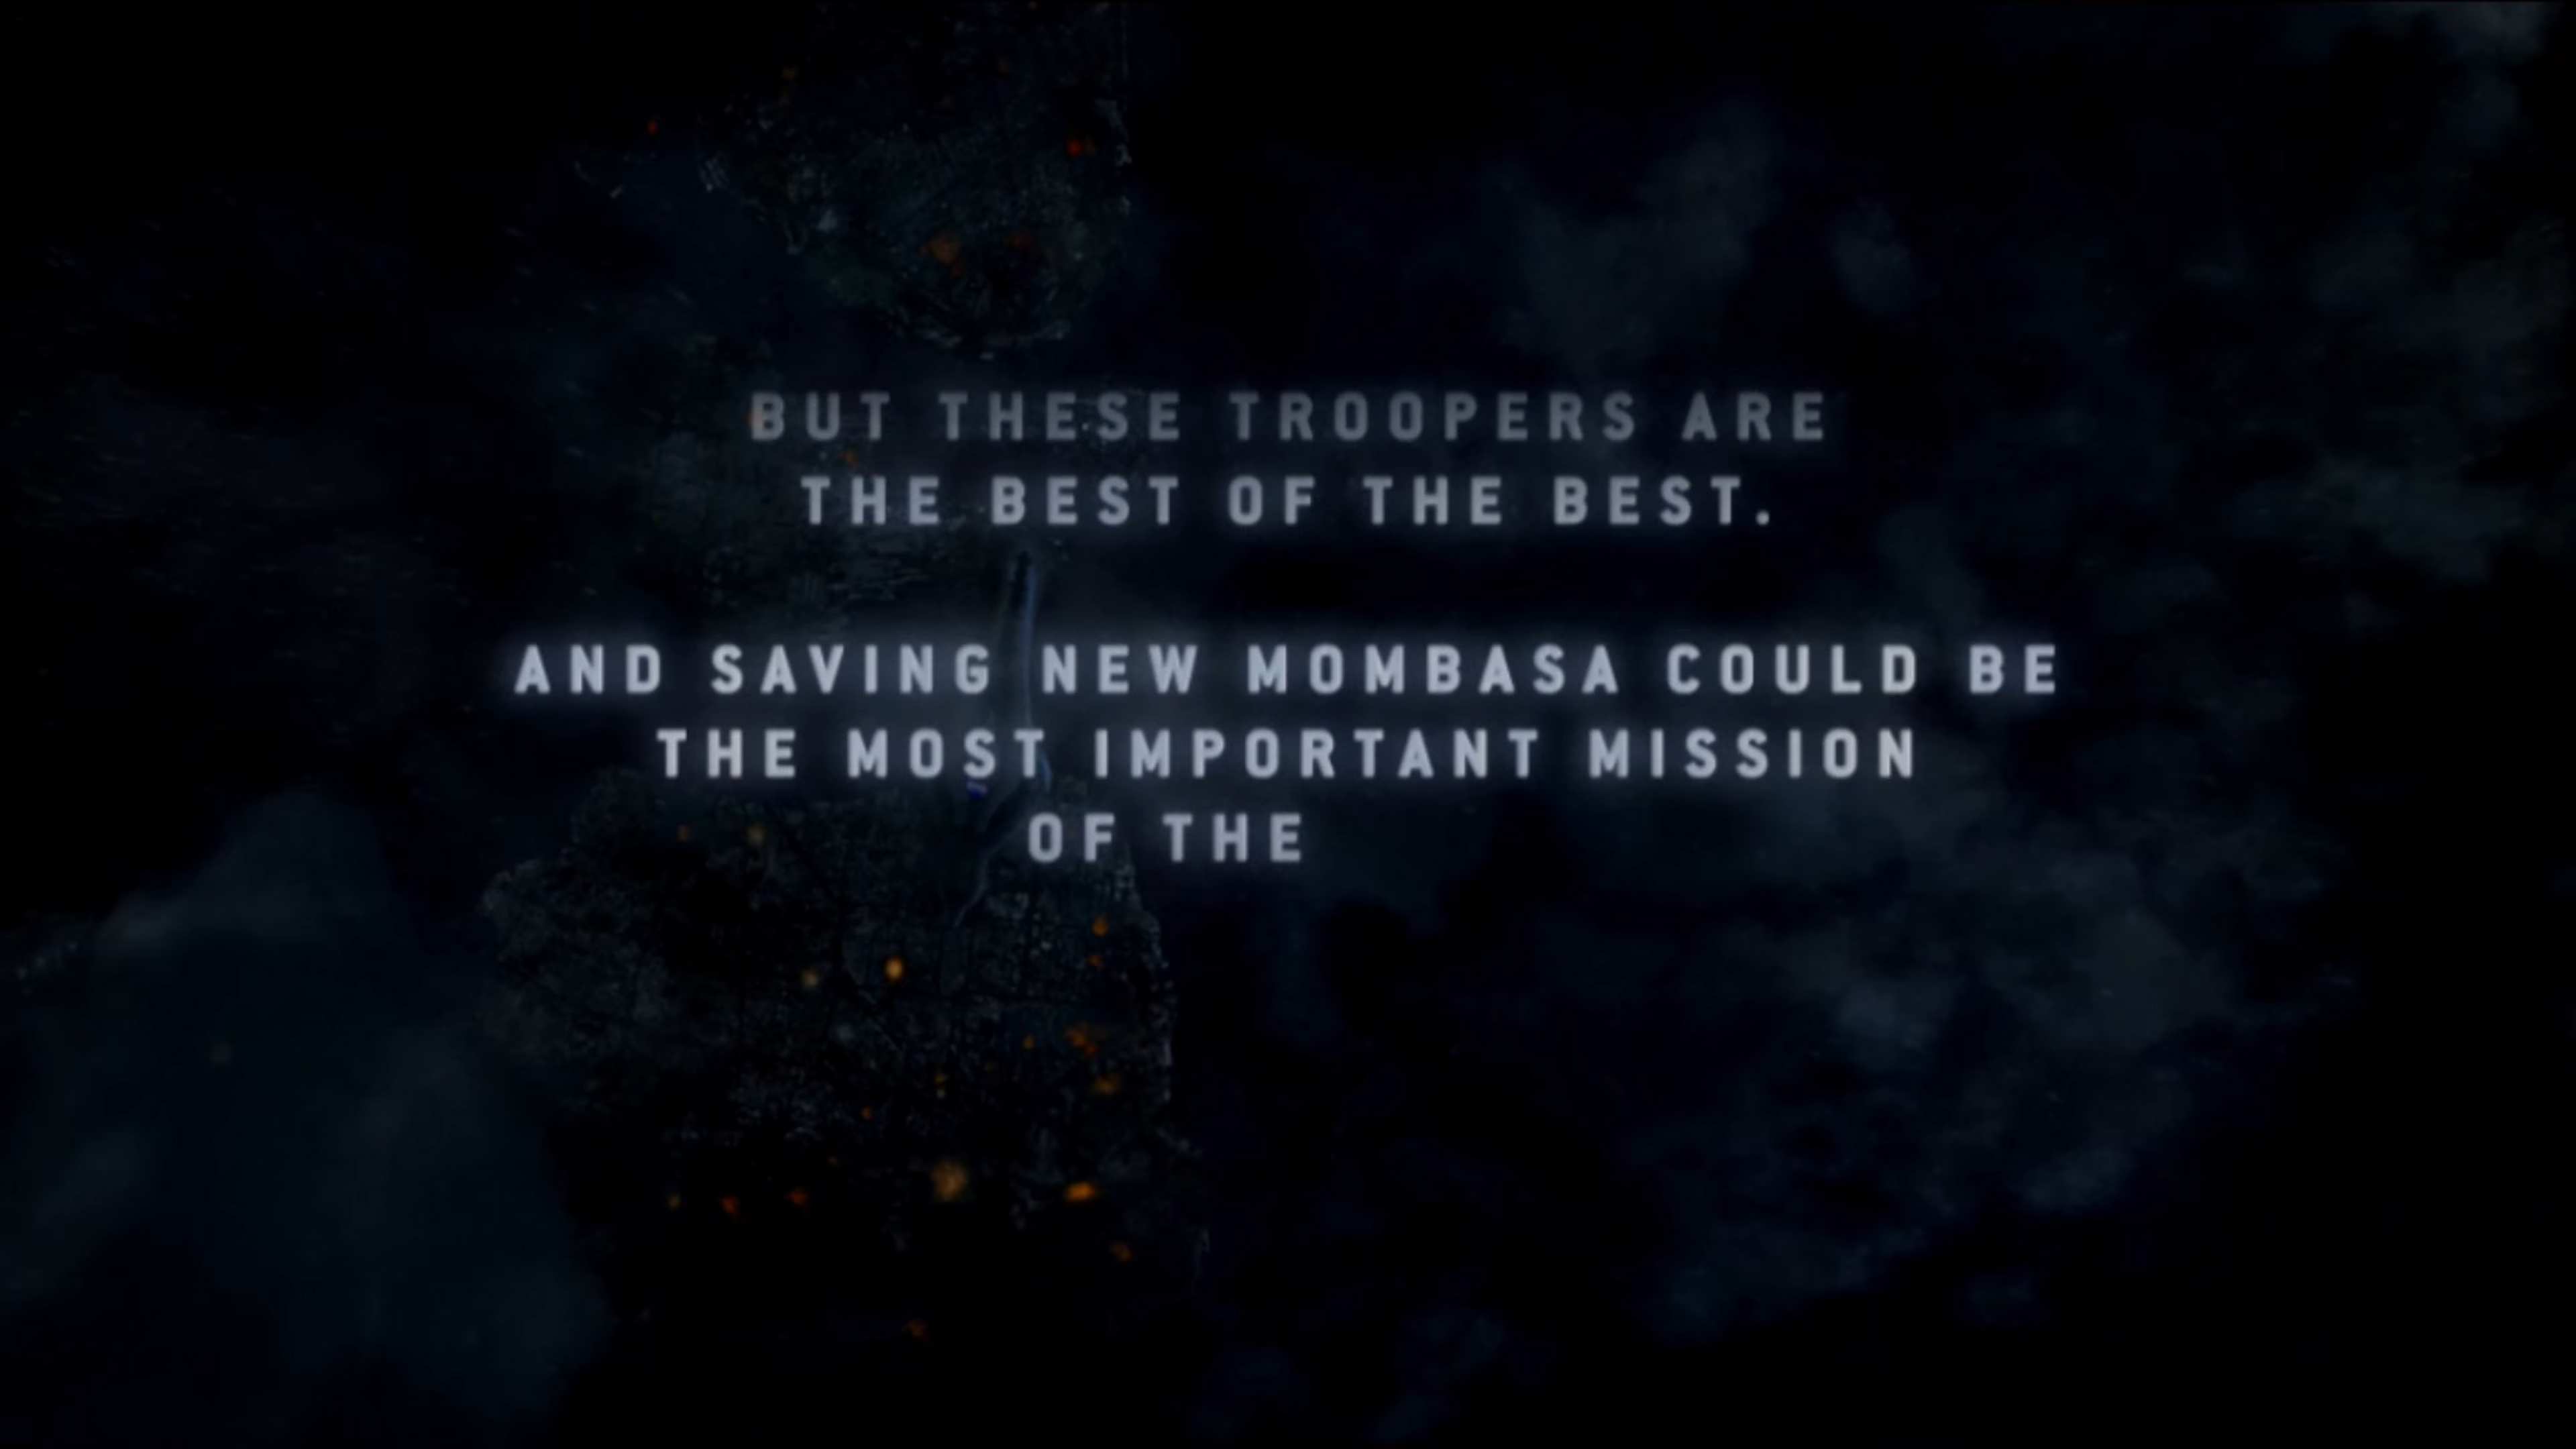 BUT THESE TROOPERS ARE
THE BEST OF THE BEST.
AND SAVING NEW MOMBASA COULD BE
THE MOST IMPORTANT MISSION
OF THE